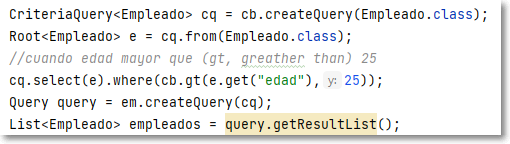 CriteriaQuery<Empleado> cq = cb.createQuery(Empleado.class);
Root<Empleado> e = cq.from(Empleado.class);
//cuando edad mayor que (gt, greather than) 25
cq.select(e).where(cb.gt(e.get("edad"), y: 25));
Query query = em.createQuery(cq);
List<Empleado> empleados = query.getResultList();